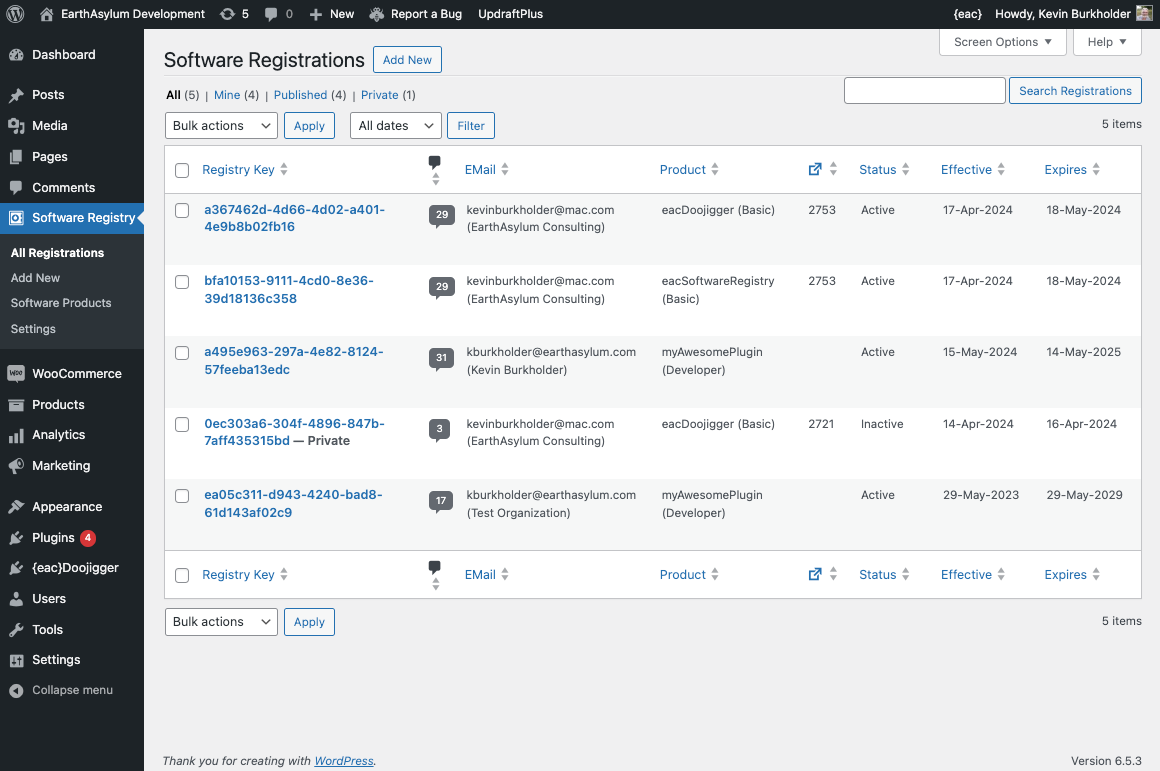 EarthAsylum Development 5 0 New Report a Bug UpdraftPlus {eac} Howdy, Kevin Burkholder
Dashboard
Posts
Media
Pages
Comments
Software Registry
All Registrations
Add New
Software Products
Settings
WooCommerce
Products
Analytics
Marketing
Appearance
Plugins 4
{eac}Doojigger
Users
Tools
Settings
Collapse menu
Screen Options Help
Software Registrations Add New
All (5) | Mine (4) | Published (4) | Private (1)
Search Registrations
Bulk actions Apply All dates Filter
5 items
Registry Key EMail Product Status Effective Expires
a367462d-4d66-4d02-a401- 29 kevinburkholder@mac.com eacDoojigger (Basic) 2753 Active 17-Apr-2024 18-May-2024
4e9b8b02fb16 (EarthAsylum Consulting)
bfa10153-9111-4cd0-8e36- 29 kevinburkholder@mac.com eacSoftwareRegistry 2753 Active 17-Apr-2024 18-May-2024
39d18136c358 (EarthAsylum Consulting) (Basic)
a495e963-297a-4e82-8124- 31 kburkholder@earthasylum.com myAwesomePlugin Active 15-May-2024 14-May-2025
57feeba13edc (Kevin Burkholder) (Developer)
0ec303a6-304f-4896-847b- 3 kevinburkholder@mac.com eacDoojigger (Basic) 2721 Inactive 14-Apr-2024 16-Apr-2024
7aff435315bd — Private (EarthAsylum Consulting)
ea05c311-d943-4240-bad8- 17 kburkholder@earthasylum.com myAwesomePlugin Active 29-May-2023 29-May-2029
61d143af02c9 (Test Organization) (Developer)
Registry Key EMail Product Status Effective Expires
Bulk actions Apply
5 items
Thank you for creating with WordPress.
Version 6.5.3